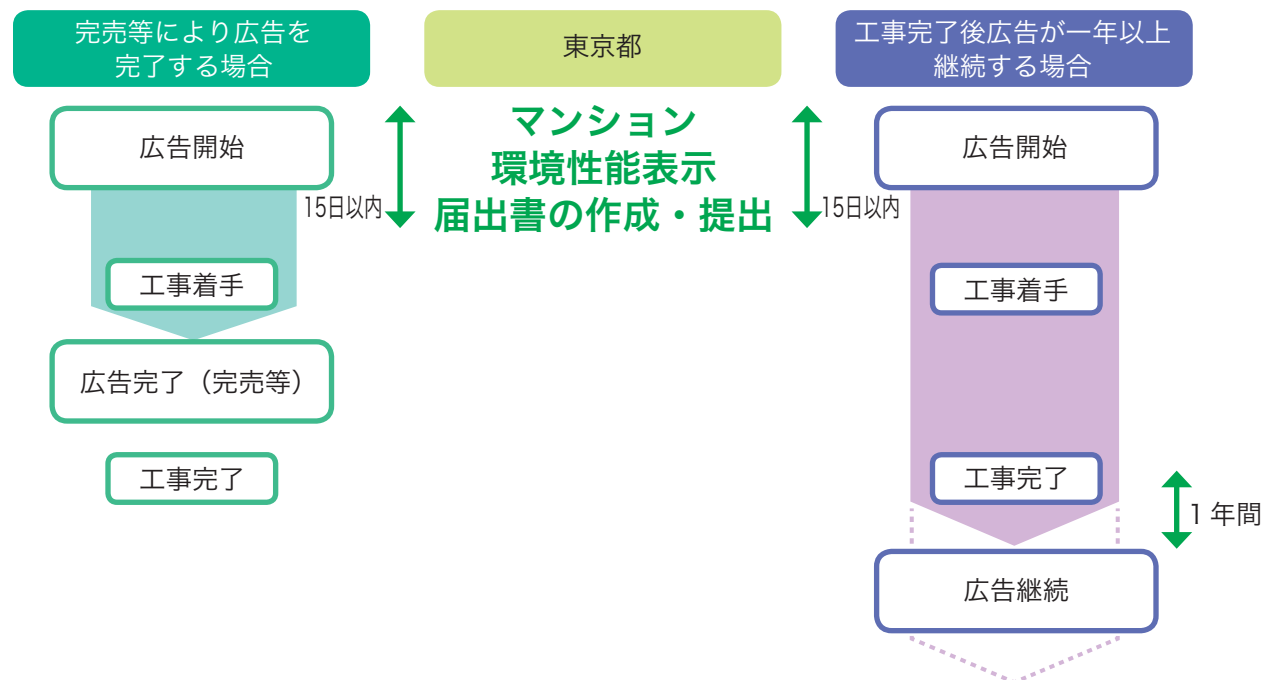 完売等により広告を
完了する場合
東京都
工事完了後広告が一年以上
継続する場合
マンション
環境性能表示
届出書の作成・提出
広告開始
15日以内
工事着手
広告完了（完売等）
工事完了
広告開始
15日以内
工事着手
工事完了
1年間
広告継続